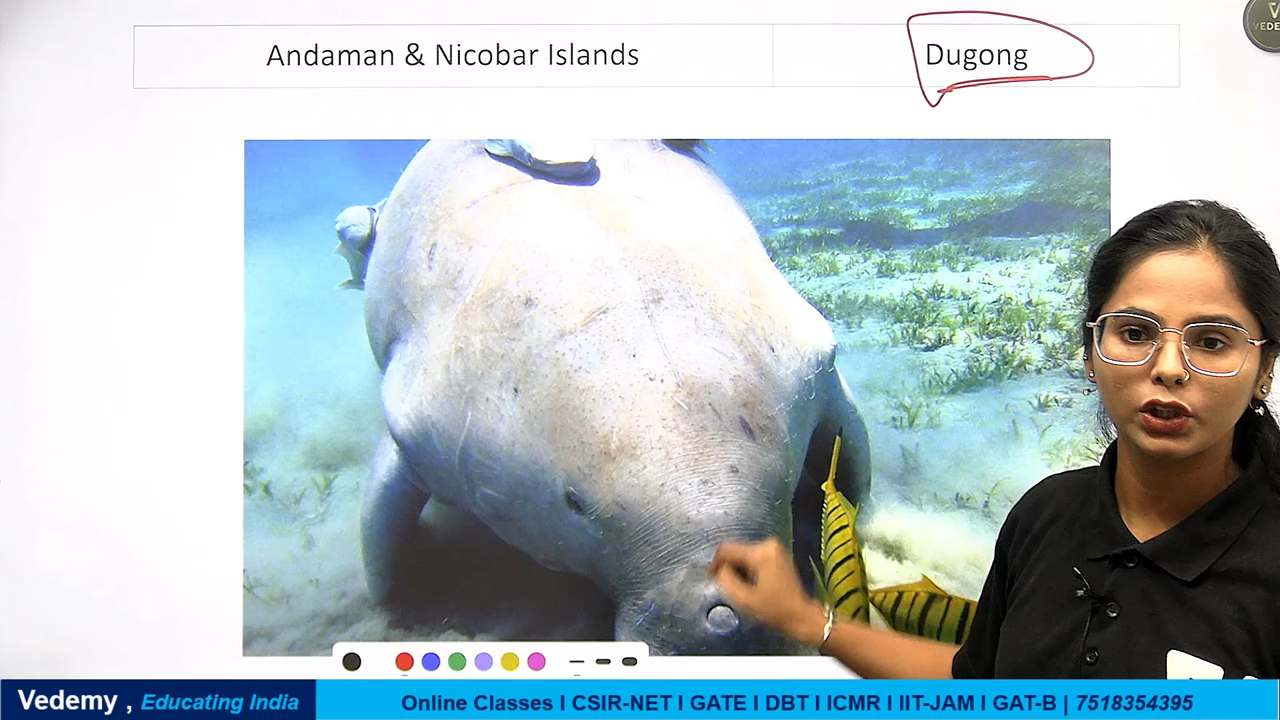 Andaman & Nicobar Islands
Dugong
Vedemy , Educating India
Online Classes I CSIR-NET I GATE I DBT I ICMR I IIT-JAM I GAT-B | 7518354395